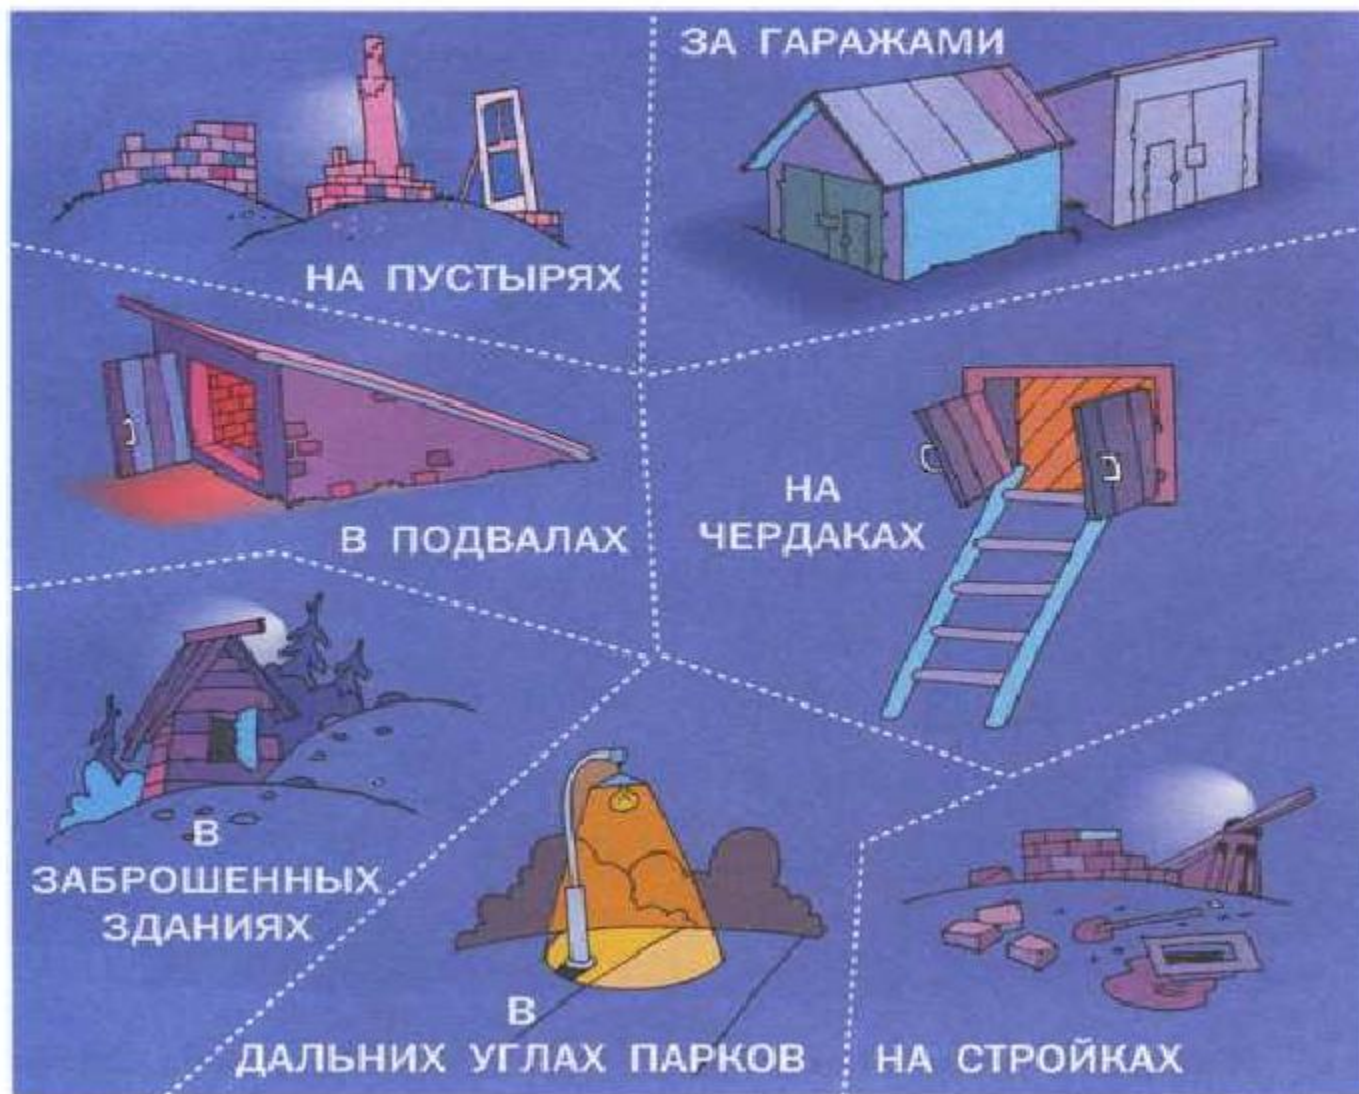 ЗА ГАРАЖАМИ
НА ПУСТЫРЯХ
В ПОДВАЛАХ
НА
ЧЕРДАКАХ
В
ЗАБРОШЕННЫХ
ЗДАНИЯХ
В
ДАЛЬНИХ УГЛАХ ПАРКОВ
НА СТРОЙКАХ